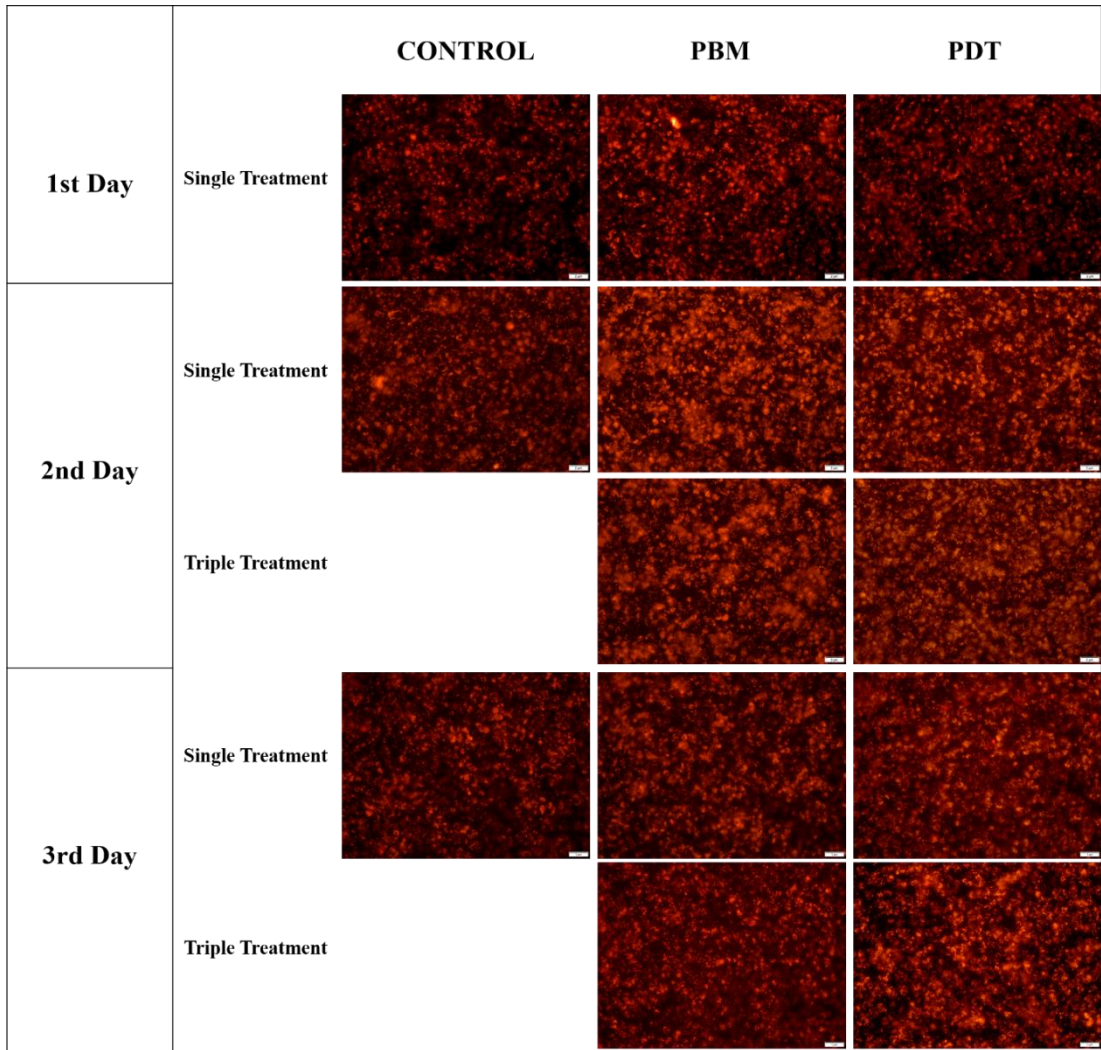 CONTROL PBM PDT
1st Day
Single Treatment
2nd Day
Single Treatment
Triple Treatment
3rd Day
Single Treatment
Triple Treatment